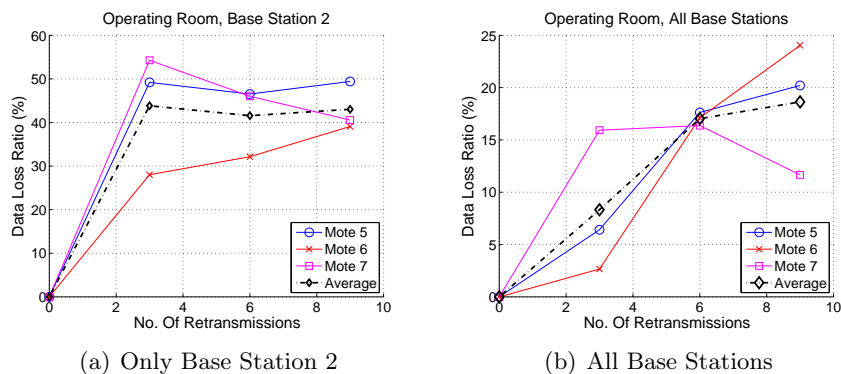 Operating Room, Base Station 2
60
50
40
30
20
10
0
Data Loss Ratio (%)
0 2 4 6 8 10
No. Of Retransmissions
Mote 5
Mote 6
Mote 7
Average
(a) Only Base Station 2
Operating Room, All Base Stations
25
20
15
10
5
0
Data Loss Ratio (%)
0 2 4 6 8 10
No. Of Retransmissions
Mote 5
Mote 6
Mote 7
Average
(b) All Base Stations